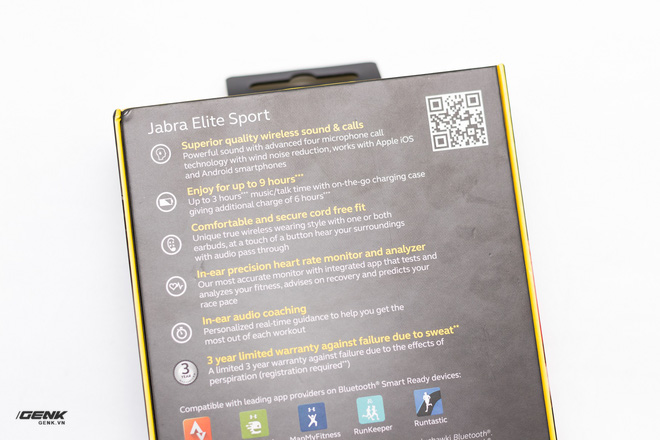 Jabra Elite Sport
Superior quality wireless sound & calls
Powerful sound with advanced four microphone call
technology with wind noise reduction, works with Apple iOS
and Android smartphones
Enjoy for up to 9 hours***
Up to 3 hours*** music/talk time with on-the-go charging case
giving additional charge of 6 hours***
Comfortable and secure cord free fit
Unique true wireless wearing style with one or both
earbuds, at a touch of a button hear your surroundings
with audio pass through
In-ear precision heart rate monitor and analyzer
Our most accurate monitor with integrated app that tests and
analyzes your fitness, advises on recovery and predicts your
race pace
In-ear audio coaching
Personalized real-time guidance to help you get the
most out of each workout
3 YEAR
3 year limited warranty against failure due to sweat**
A limited 3 year warranty against failure due to the effects of
perspiration (registration required**)
Compatible with leading app providers on Bluetooth® Smart Ready devices:
MapMyFitness
RunKeeper
Runtastic
Bluetooth®
GENK
GENK.VN